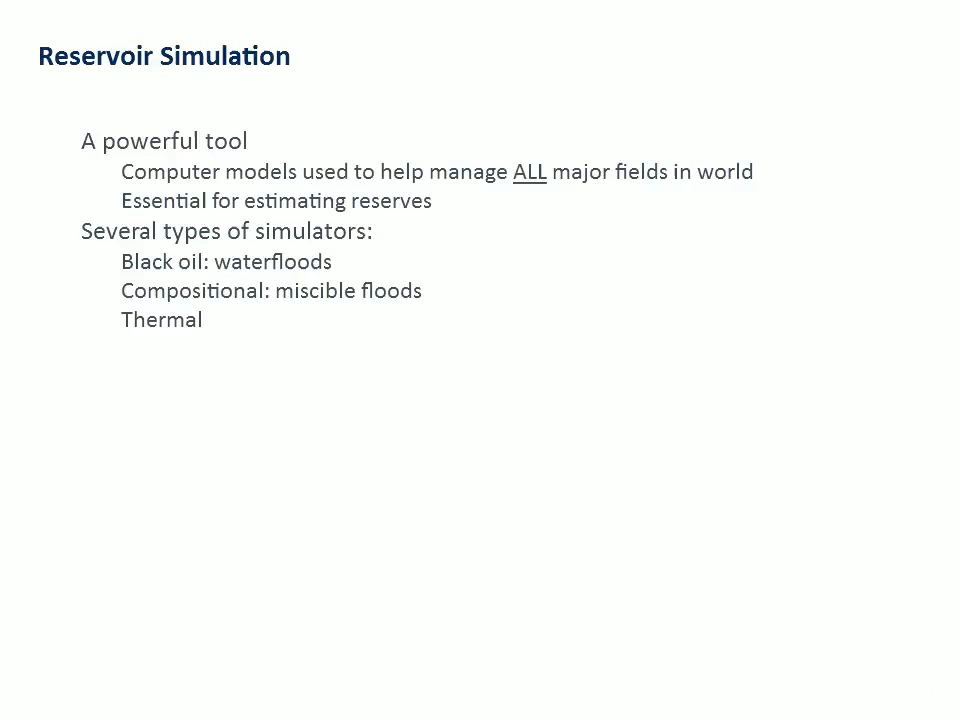 Reservoir Simulation
A powerful tool
Computer models used to help manage ALL major fields in world
Essential for estimating reserves
Several types of simulators:
Black oil: waterfloods
Compositional: miscible floods
Thermal